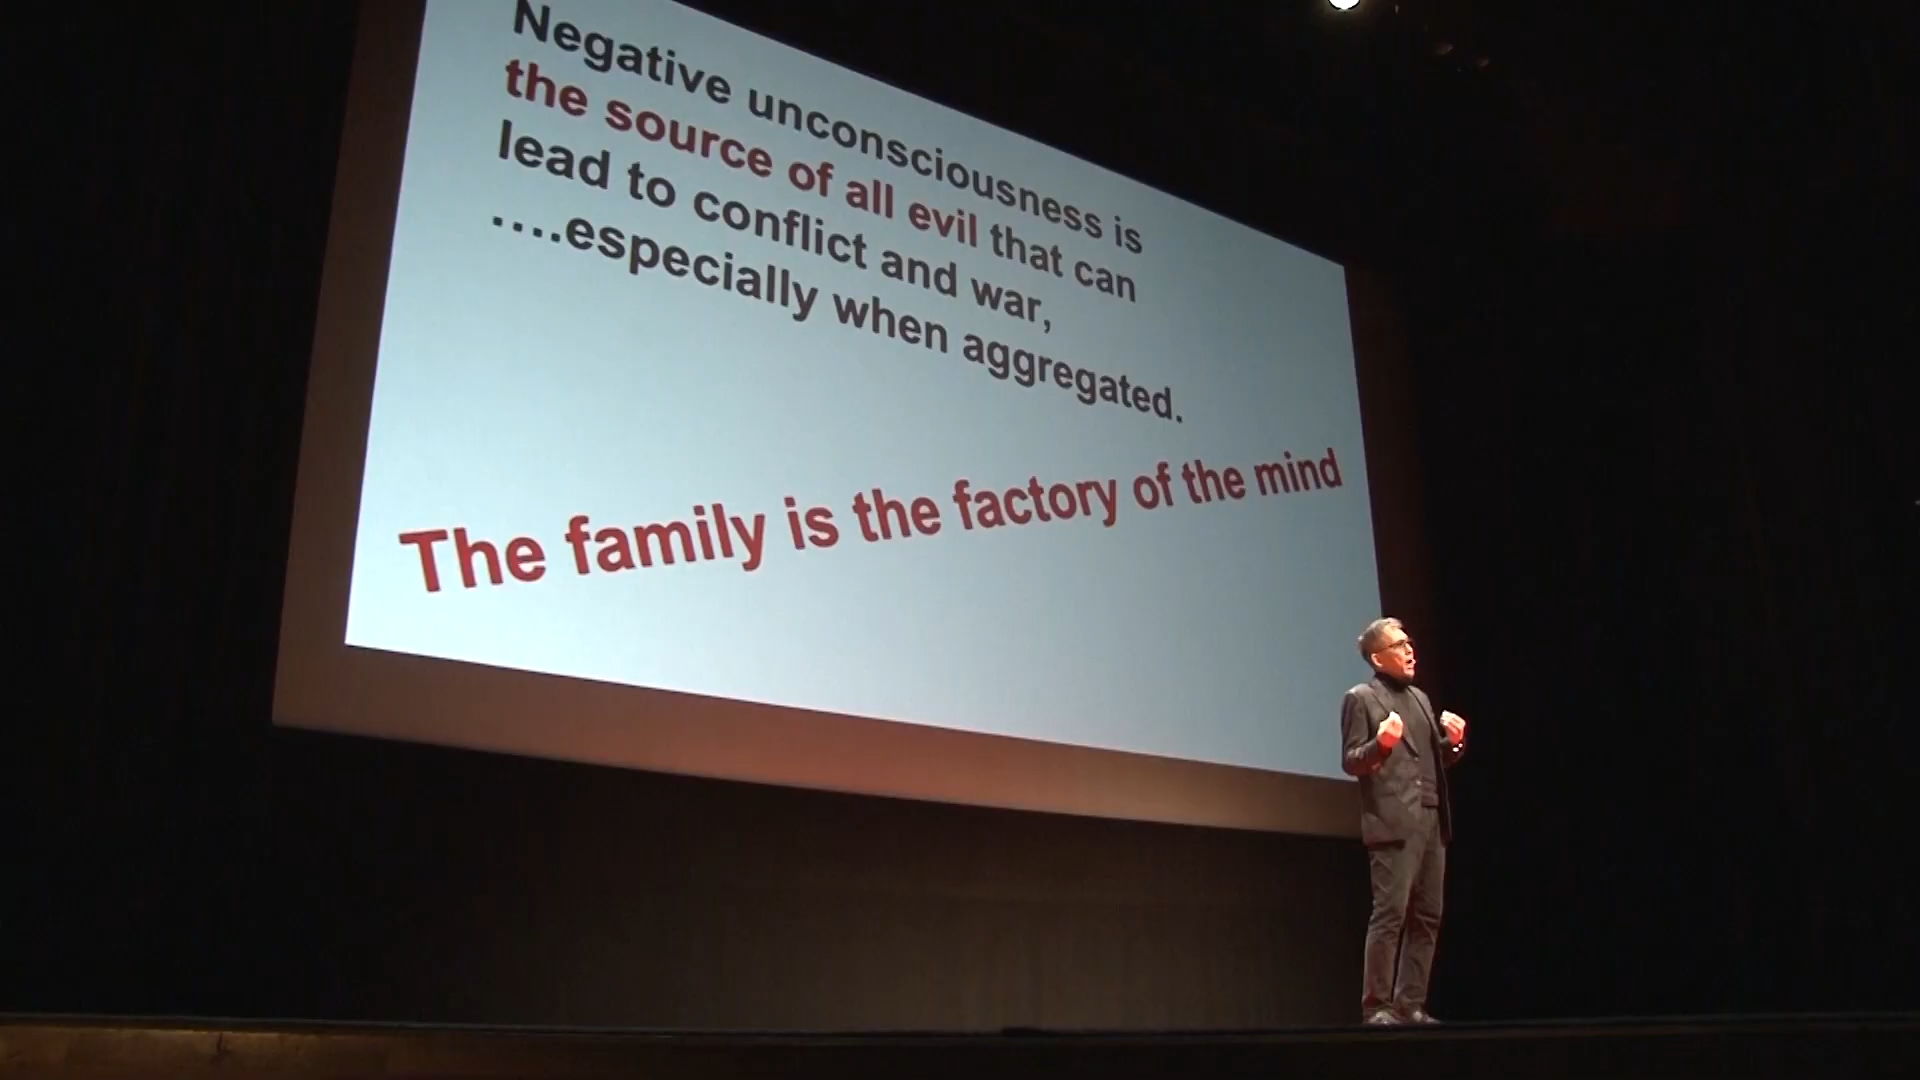 Negative unconsciousness is
the source of all evil that can
lead to conflict and war,
....especially when aggregated.
The family is the factory of the mind